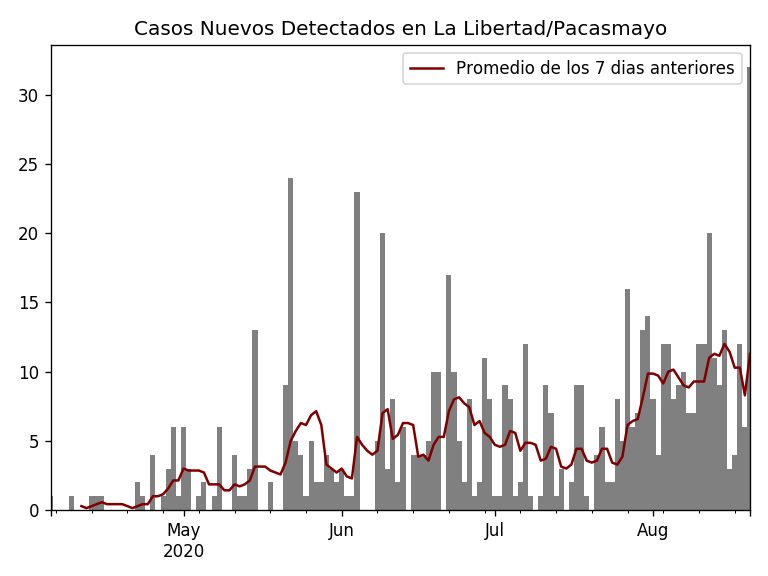 Casos Nuevos Detectados en La Libertad/Pacasmayo
Promedio de los 7 dias anteriores
30
25
20
15
10
5
0
May
2020
Jun
Jul
Aug